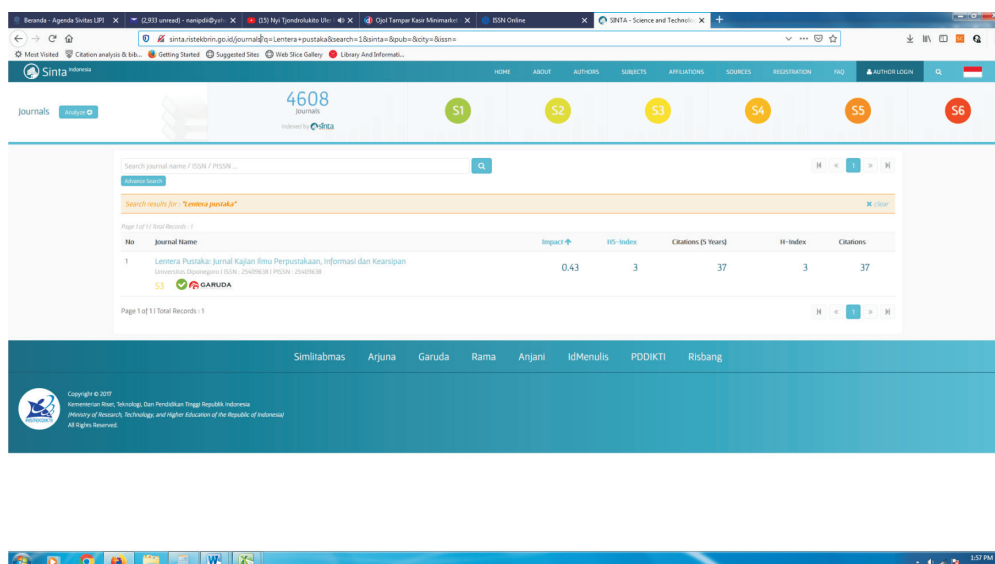 Beranda - Agenda Sivitas LIPI
(2,933 unread) - nanipdii@yah
(15) Nyi Tjondrolukito Uler
Ojol Tampar Kasir Minimarket
ISSN Online
SINTA - Science and Technolo
sinta.ristekbrin.go.id/journals?q=Lentera+pustaka&search=1&sinta=&pub=&city=&issn=
Most Visited
Citation analysis & bib...
Getting Started
Suggested Sites
Web Slice Gallery
Library And Informati...
Sinta Indonesia
HOME ABOUT AUTHORS SUBJECTS AFFILIATIONS SOURCES REGISTRATION FAQ AUTHOR LOGIN
Journals
Analyze
4608
Journals
Indexed by sinta
S1 S2 S3 S4 S5 S6
Search journal name / ISSN / PISSN ...
Advance Search
1
Search results for : "Lentera pustaka"
clear
Page 1 of 1 | Total Records : 1
No Journal Name Impact H5-Index Citations (5 Years) H-Index Citations
1 Lentera Pustaka: Jurnal Kajian Ilmu Perpustakaan, Informasi dan Kearsipan 0.43 3 37 3 37
Universitas Diponegoro | ISSN : 25409638 | PISSN : 25409638
S3 GARUDA
Page 1 of 1 | Total Records : 1
1
Simlitabmas Arjuna Garuda Rama Anjani IdMenulis PDDIKTI Risbang
Copyright © 2017
Kementerian Riset, Teknologi, Dan Pendidikan Tinggi Republik Indonesia
(Ministry of Research, Technology, and Higher Education of the Republic of Indonesia)
All Rights Reserved.
RISTEKDIKTI
1:57 PM